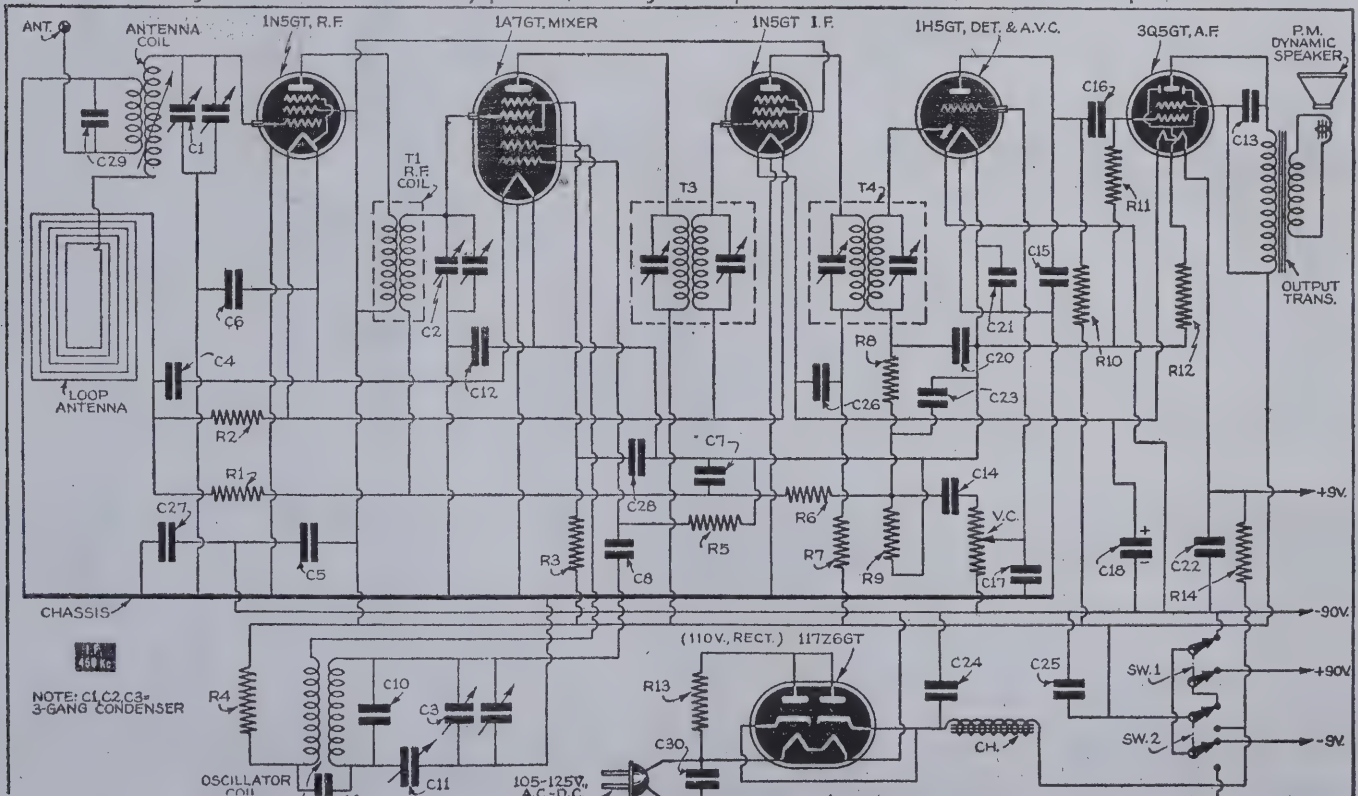 ANT.
ANTENNA
COIL
1N5GT, R.F.
1A7GT, MIXER
1N5GT I.F.
1H5GT, DET. & A.V.C.
3Q5GT, A.F.
P.M.
DYNAMIC
SPEAKER
C29
C1
T1
R.F.
COIL
T3
T4
C16
C13
R11
C6
C2
C21
C15
OUTPUT
TRANS.
C4
C12
R8
C20
R10
R12
LOOP
ANTENNA
C26
C23
R2
C7
R1
C28
C14
+9V.
C27
R6
V.C.
C5
R3
C8
R5
R7
R9
C17
C18
+
-
C22
R14
CHASSIS
-90V.
I.F.
450 Kc
(110V., RECT.) 117Z6GT
NOTE: C1, C2, C3=
3-GANG CONDENSER
R4
C10
C3
R13
C24
C25
SW.1
+90V.
SW.2
-9V.
C30
CH.
OSCILLATOR
COIL
C11
105-125V.,
A.C.-D.C.